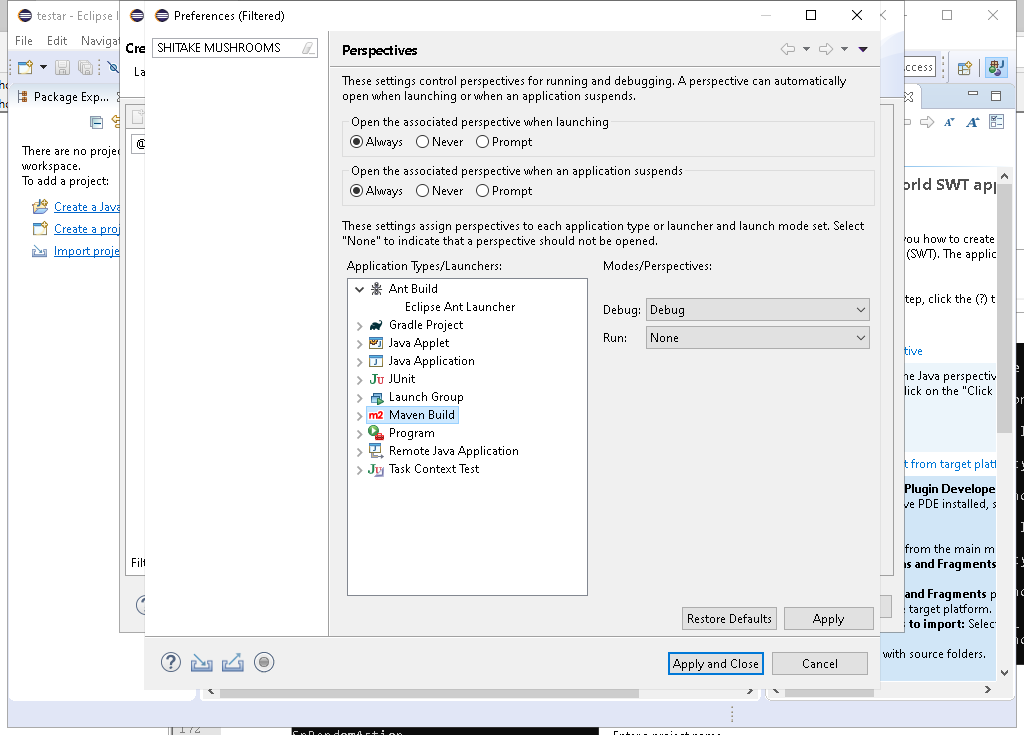 testar - Eclipse I
Preferences (Filtered)
File Edit Navigat
Cre
SHITAKE MUSHROOMS
Perspectives
La
ccess
Package Exp...
These settings control perspectives for running and debugging. A perspective can automatically
open when launching or when an application suspends.
Open the associated perspective when launching
Always Never Prompt
@
There are no projec
workspace.
To add a project:
Open the associated perspective when an application suspends
Always Never Prompt
orld SWT app
Create a Java
Create a proj
Import proje
These settings assign perspectives to each application type or launcher and launch mode set. Select
"None" to indicate that a perspective should not be opened.
you how to create
(SWT). The applic
Application Types/Launchers:
Modes/Perspectives:
Ant Build
Eclipse Ant Launcher
Gradle Project
Java Applet
Java Application
JUnit
Launch Group
Maven Build
Program
Remote Java Application
Task Context Test
Debug: Debug
Run: None
tep, click the (?) t
tive
he Java perspectiv
lick on the "Click
t from target platf
Plugin Develope
ve PDE installed, s
from the main m
ns and Fragments
and Fragments p
e target platform.
s to import: Selec
with source folders.
Filt
Restore Defaults
Apply
Apply and Close
Cancel
172
SpRandomAction
Enter a project name